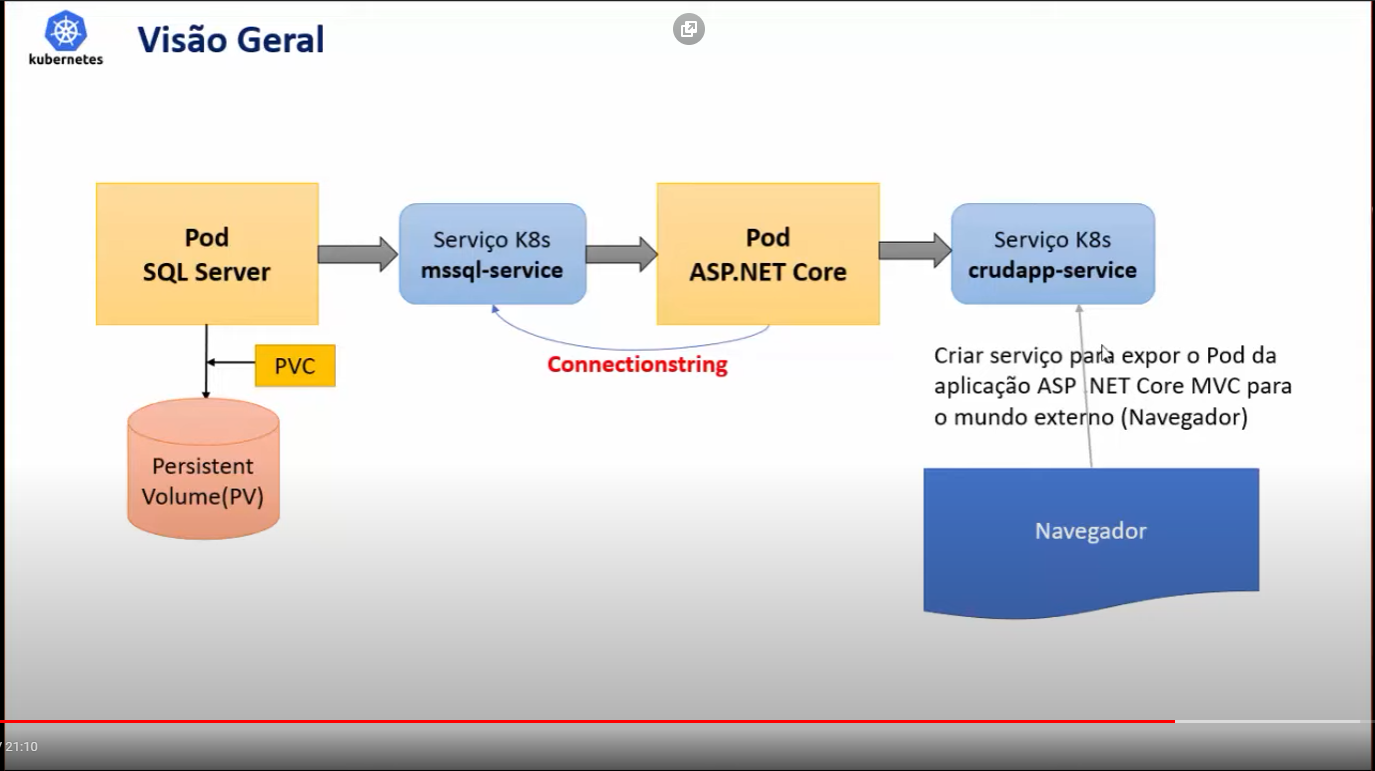 kubernetes
Visão Geral
Pod
SQL Server
Serviço K8s
mssql-service
Pod
ASP.NET Core
Serviço K8s
crudapp-service
PVC
Connectionstring
Persistent
Volume(PV)
Criar serviço para expor o Pod da
aplicação ASP .NET Core MVC para
o mundo externo (Navegador)
Navegador
/ 21:10